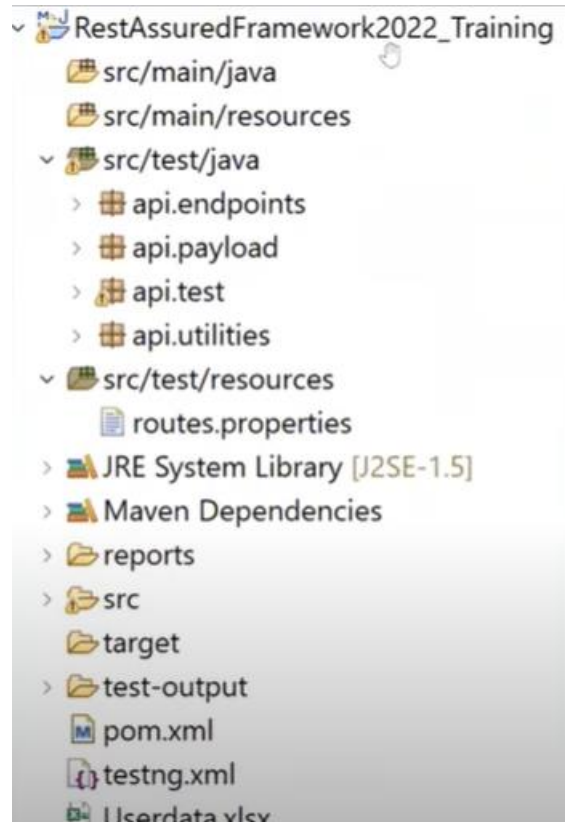 RestAssuredFramework2022_Training
src/main/java
src/main/resources
src/test/java
api.endpoints
api.payload
api.test
api.utilities
src/test/resources
routes.properties
JRE System Library [J2SE-1.5]
Maven Dependencies
reports
src
target
test-output
pom.xml
testng.xml
Userdata.xlsx